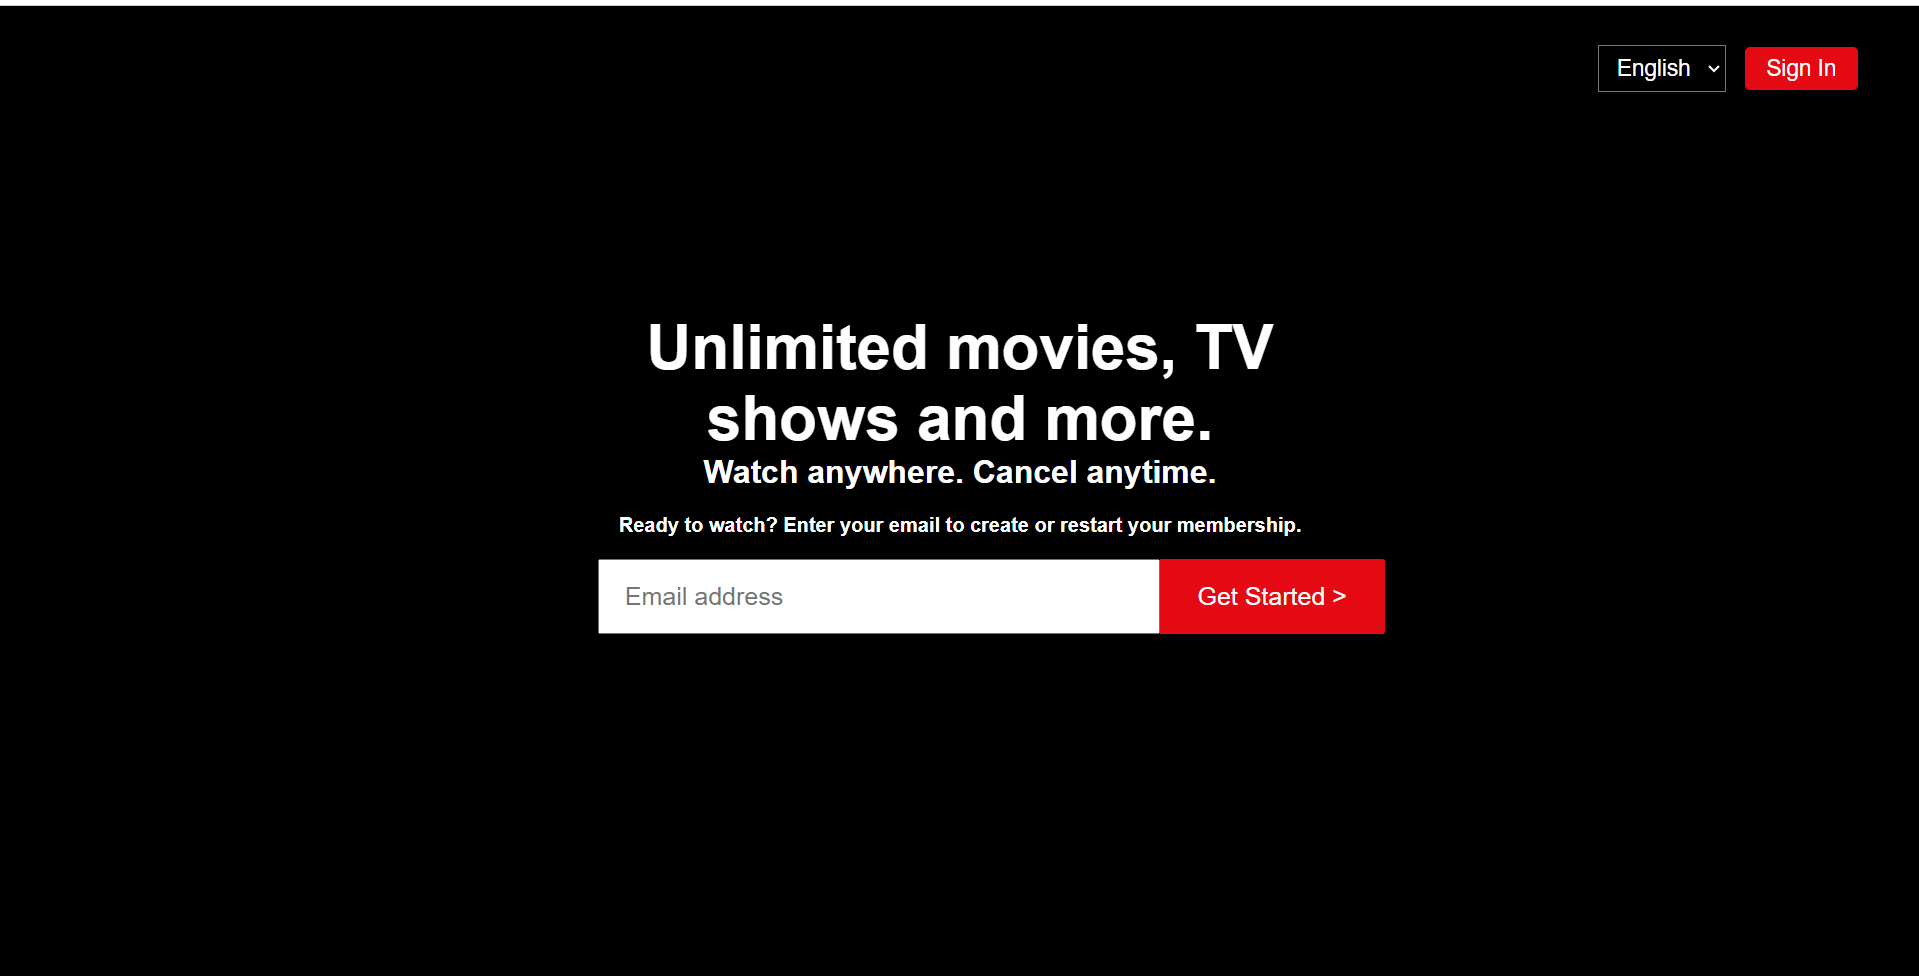 English
Sign In
Unlimited movies, TV
shows and more.
Watch anywhere. Cancel anytime.
Ready to watch? Enter your email to create or restart your membership.
Email address
Get Started >